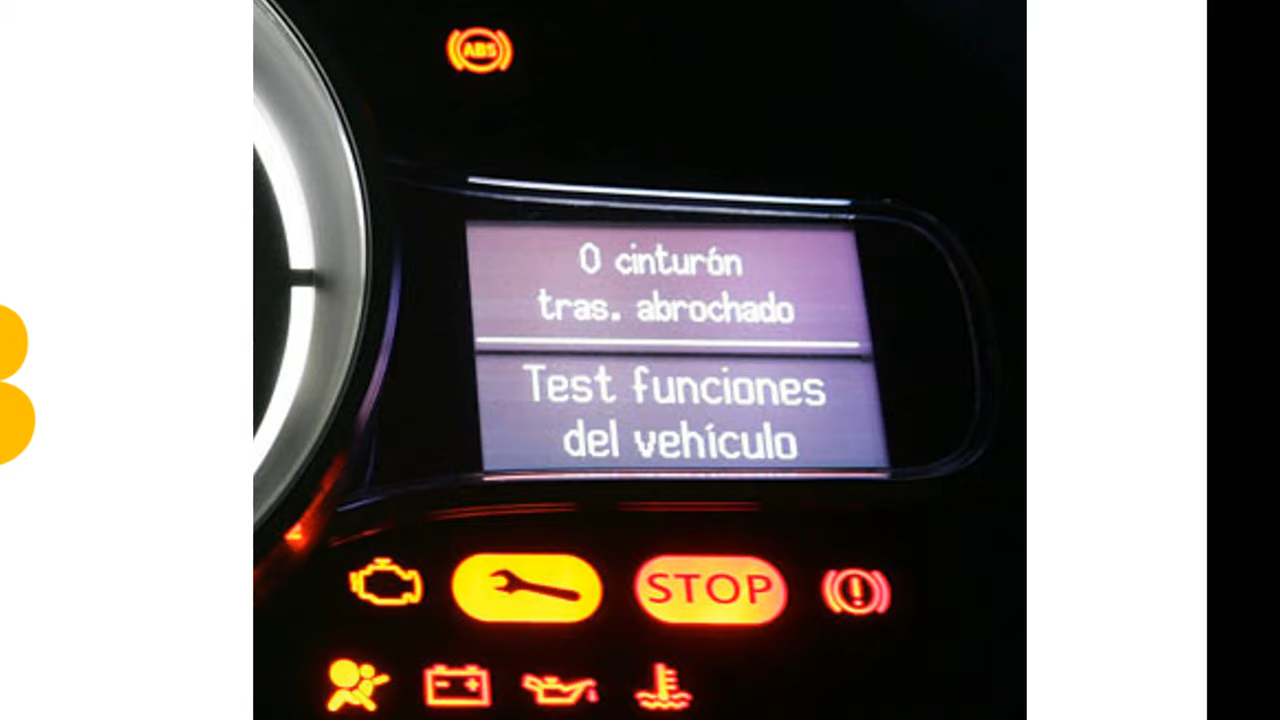 ABS
0 cinturón
tras. abrochado
Test funciones
del vehículo
STOP